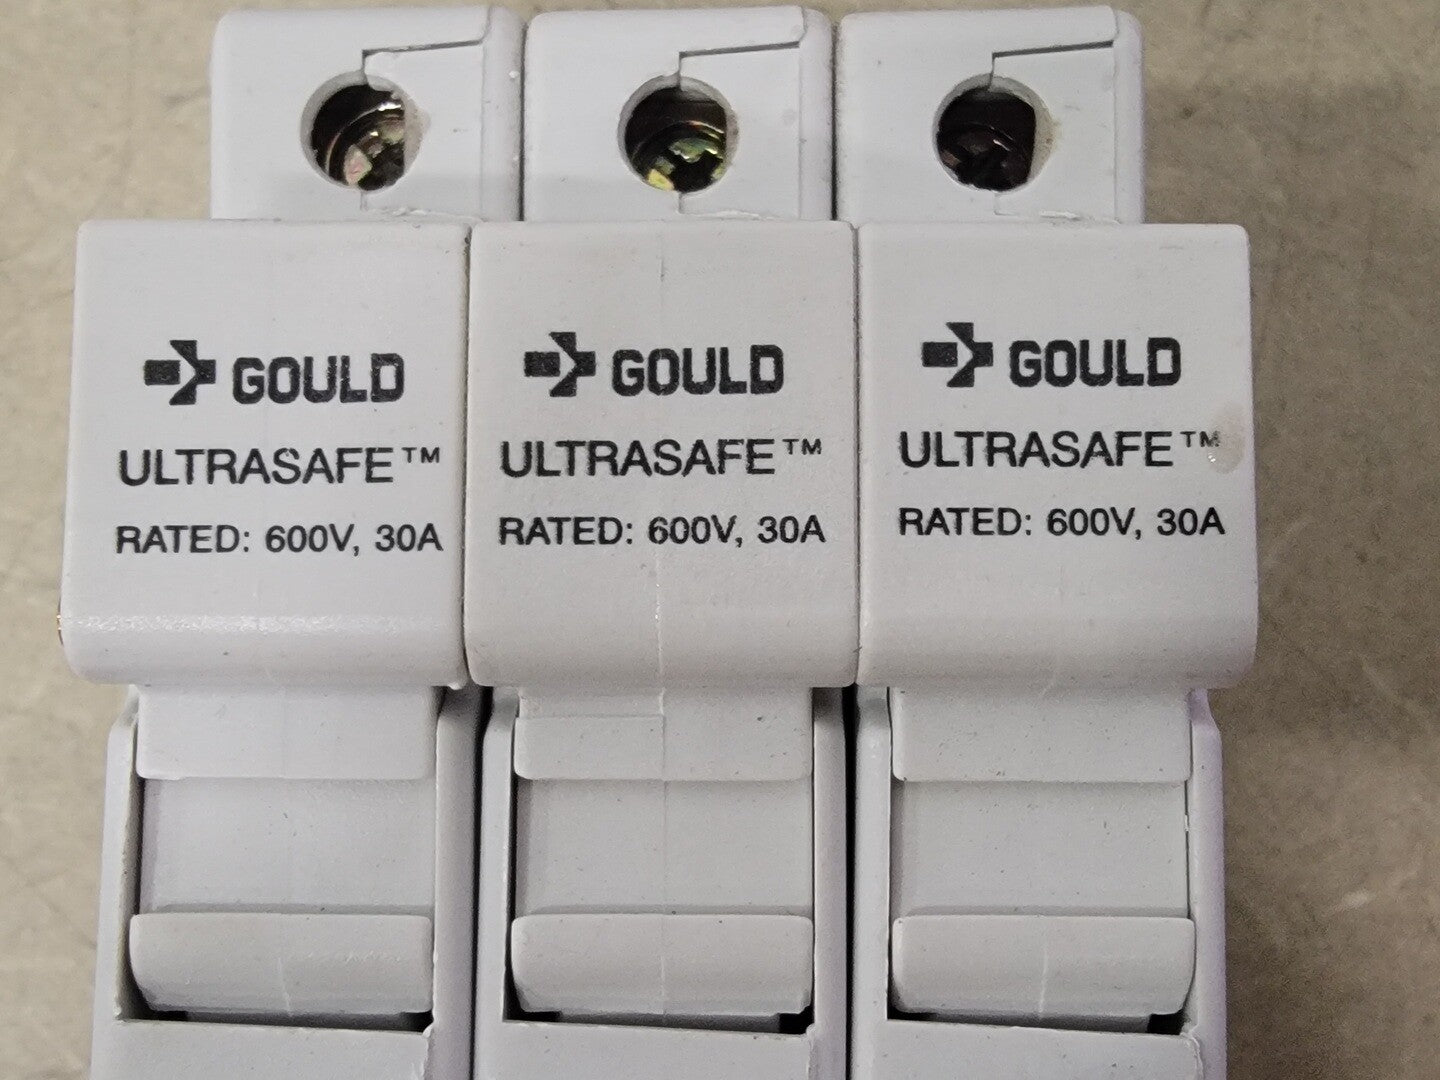 GOULD
ULTRASAFE™
RATED: 600V, 30A
GOULD
ULTRASAFE™
RATED: 600V, 30A
GOULD
ULTRASAFE™
RATED: 600V, 30A